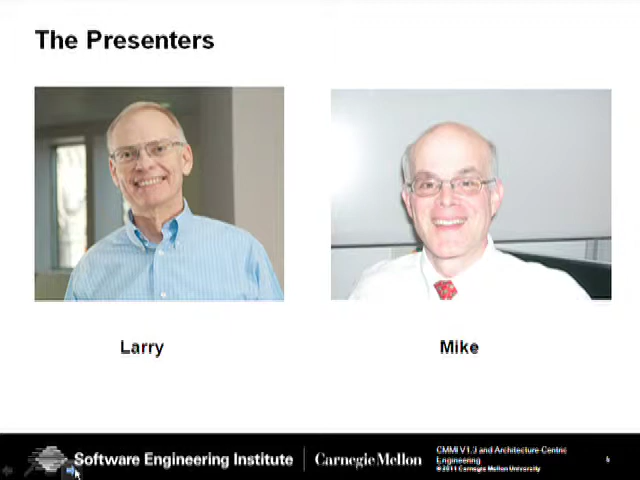 The Presenters
Larry
Mike
Software Engineering Institute
Carnegie Mellon
CMMI V1.3 and Architecture-Centric
Engineering
© 2011 Carnegie Mellon University